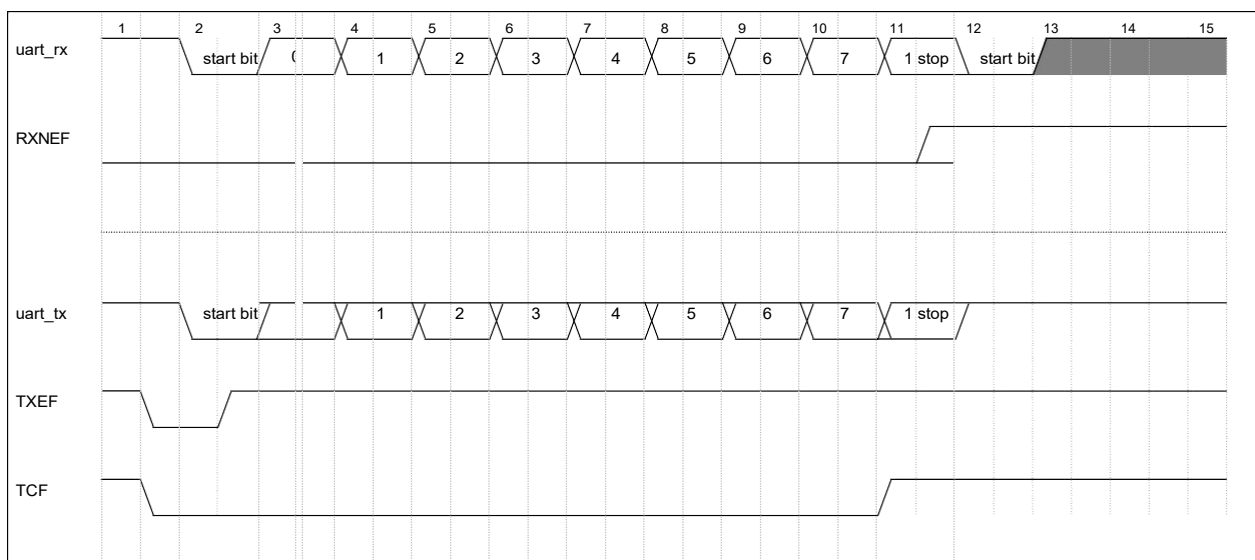 1 2 3 4 5 6 7 8 9 10 11 12 13 14 15
uart_rx start bit 1 2 3 4 5 6 7 1 stop start bit
RXNEF
uart_tx start bit 1 2 3 4 5 6 7 1 stop
TXEF
TCF